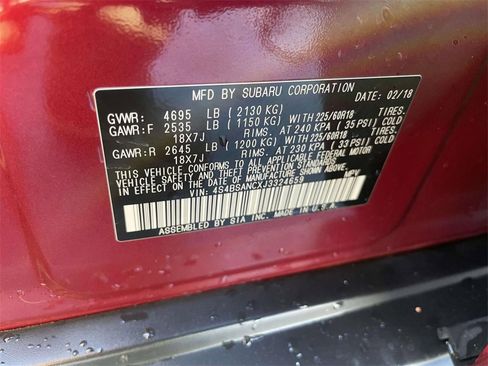 MFD BY SUBARU CORPORATION DATE: 02/18
GVWR: 4695 LB (2130 KG)
GAWR:F 2535 LB (1150 KG) WITH 225/60R18 TIRES.
18X7J RIMS. AT 240 KPA (35 PSI) COLD
GAWR:R 2645 LB (1200 KG) WITH 225/60R18 TIRES.
18X7J RIMS. AT 230 KPA (33 PSI) COLD
THIS VEHICLE CONFORMS TO ALL APPLICABLE FEDERAL MOTOR
VEHICLE SAFETY AND THEFT PREVENTION STANDARDS
IN EFFECT ON THE DATE OF MANUFACTURE SHOWN ABOVE.
VIN: 4S4BSANCXJ3324659 MPV
ASSEMBLED BY SIA INC. MADE IN U.S.A.